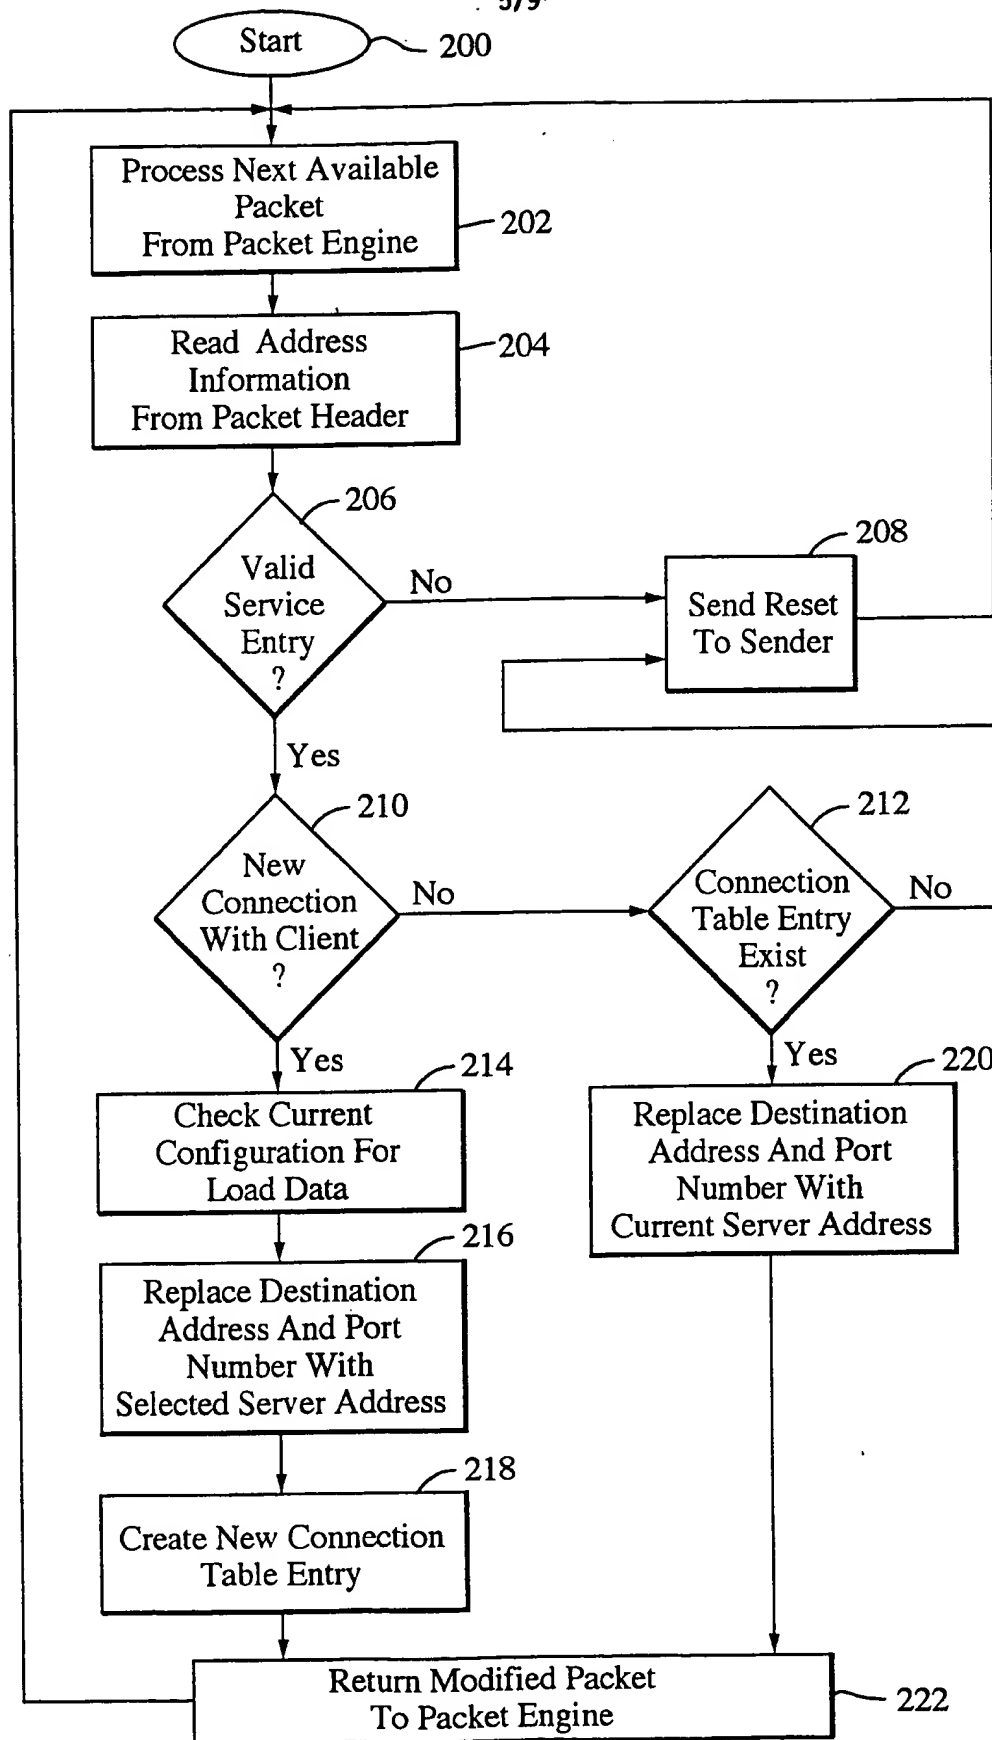 5/9
Start
200
Process Next Available
Packet
From Packet Engine
202
Read Address
Information
From Packet Header
204
206
Valid
Service
Entry
?
No
Yes
208
Send Reset
To Sender
210
New
Connection
With Client
?
No
Yes
212
Connection
Table Entry
Exist
?
No
Yes
214
Check Current
Configuration For
Load Data
220
Replace Destination
Address And Port
Number With
Current Server Address
216
Replace Destination
Address And Port
Number With
Selected Server Address
218
Create New Connection
Table Entry
Return Modified Packet
To Packet Engine
222